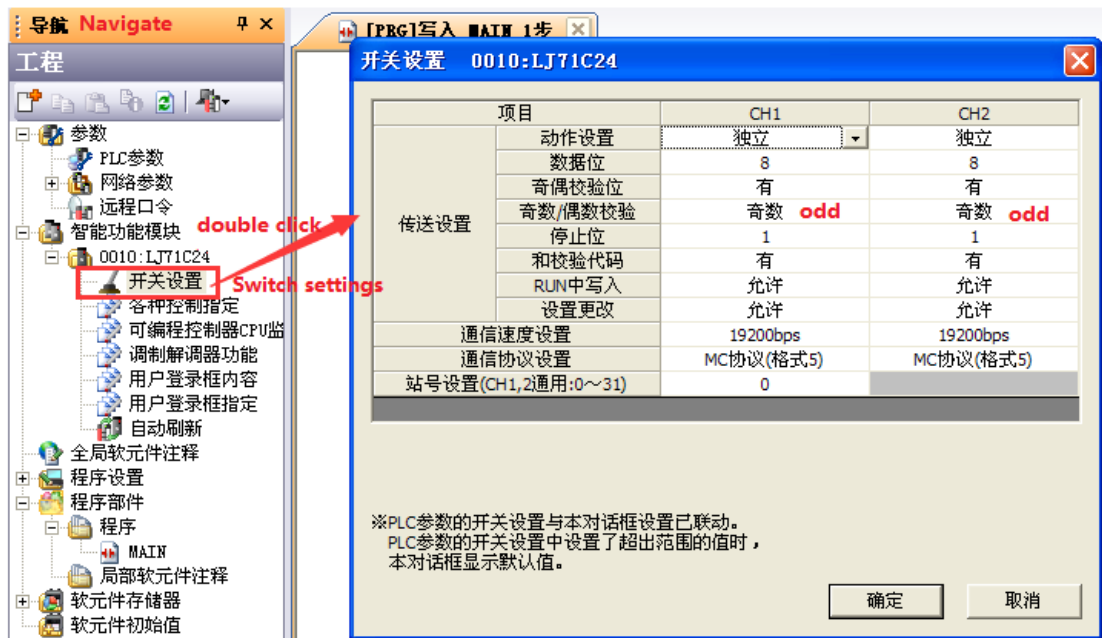 导航 Navigate
工程
参数
PLC参数
网络参数
远程口令
智能功能模块 double click
0010:LJ71C24
开关设置 Switch settings
各种控制指定
可编程控制器CPU监
调制解调器功能
用户登录框内容
用户登录框指定
自动刷新
全局软元件注释
程序设置
程序部件
程序
MAIN
局部软元件注释
软元件存储器
软元件初始值
[PRG]写入 MAIN 1步
开关设置 0010:LJ71C24
项目 CH1 CH2
传送设置
动作设置 独立 独立
数据位 8 8
奇偶校验位 有 有
奇数/偶数校验 奇数 odd 奇数 odd
停止位 1 1
和校验代码 有 有
RUN中写入 允许 允许
设置更改 允许 允许
通信速度设置 19200bps 19200bps
通信协议设置 MC协议(格式5) MC协议(格式5)
站号设置(CH1,2通用:0～31) 0
※PLC参数的开关设置与本对话框设置已联动。
PLC参数的开关设置中设置了超出范围的值时，
本对话框显示默认值。
确定 取消